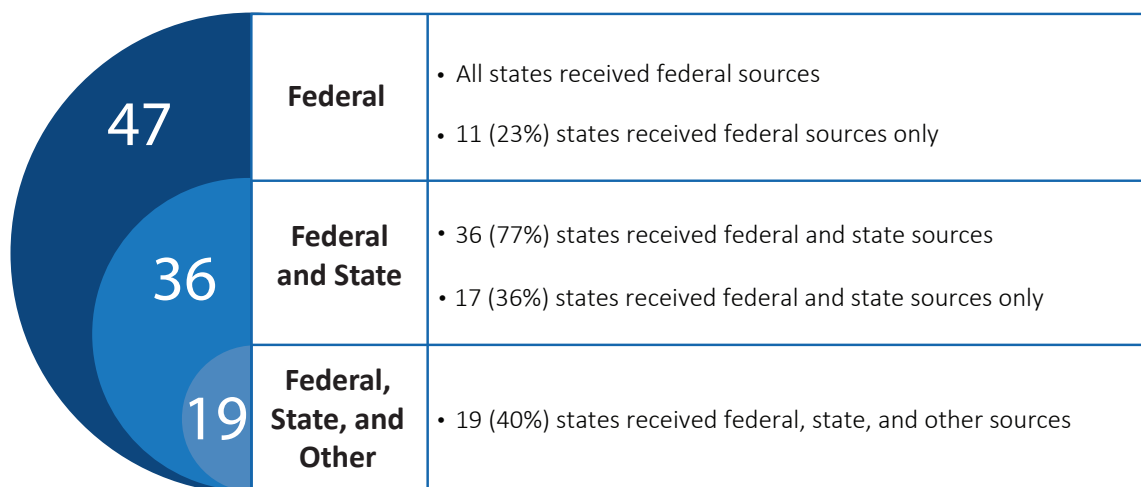 47
Federal
• All states received federal sources
• 11 (23%) states received federal sources only
36
Federal
and State
• 36 (77%) states received federal and state sources
• 17 (36%) states received federal and state sources only
19
Federal,
State, and
Other
• 19 (40%) states received federal, state, and other sources